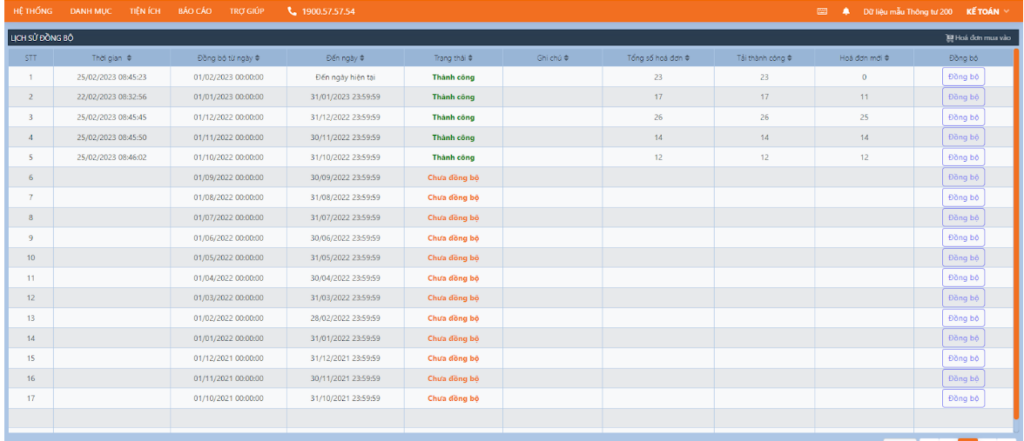 HỆ THỐNG DANH MỤC TIỆN ÍCH BÁO CÁO TRỢ GIÚP 1900.57.57.54 Dữ liệu mẫu Thông tư 200 KẾ TOÁN
LỊCH SỬ ĐỒNG BỘ Hoá đơn mua vào
STT Thời gian Đồng bộ từ ngày Đến ngày Trạng thái Ghi chú Tổng số hoá đơn Tải thành công Hoá đơn mới Đồng bộ
1 25/02/2023 08:45:23 01/02/2023 00:00:00 Đến ngày hiện tại Thành công 23 23 0 Đồng bộ
2 22/02/2023 08:32:56 01/01/2023 00:00:00 31/01/2023 23:59:59 Thành công 17 17 11 Đồng bộ
3 25/02/2023 08:45:45 01/12/2022 00:00:00 31/12/2022 23:59:59 Thành công 26 26 25 Đồng bộ
4 25/02/2023 08:45:50 01/11/2022 00:00:00 30/11/2022 23:59:59 Thành công 14 14 14 Đồng bộ
5 25/02/2023 08:46:02 01/10/2022 00:00:00 31/10/2022 23:59:59 Thành công 12 12 12 Đồng bộ
6 01/09/2022 00:00:00 30/09/2022 23:59:59 Chưa đồng bộ Đồng bộ
7 01/08/2022 00:00:00 31/08/2022 23:59:59 Chưa đồng bộ Đồng bộ
8 01/07/2022 00:00:00 31/07/2022 23:59:59 Chưa đồng bộ Đồng bộ
9 01/06/2022 00:00:00 30/06/2022 23:59:59 Chưa đồng bộ Đồng bộ
10 01/05/2022 00:00:00 31/05/2022 23:59:59 Chưa đồng bộ Đồng bộ
11 01/04/2022 00:00:00 30/04/2022 23:59:59 Chưa đồng bộ Đồng bộ
12 01/03/2022 00:00:00 31/03/2022 23:59:59 Chưa đồng bộ Đồng bộ
13 01/02/2022 00:00:00 28/02/2022 23:59:59 Chưa đồng bộ Đồng bộ
14 01/01/2022 00:00:00 31/01/2022 23:59:59 Chưa đồng bộ Đồng bộ
15 01/12/2021 00:00:00 31/12/2021 23:59:59 Chưa đồng bộ Đồng bộ
16 01/11/2021 00:00:00 30/11/2021 23:59:59 Chưa đồng bộ Đồng bộ
17 01/10/2021 00:00:00 31/10/2021 23:59:59 Chưa đồng bộ Đồng bộ